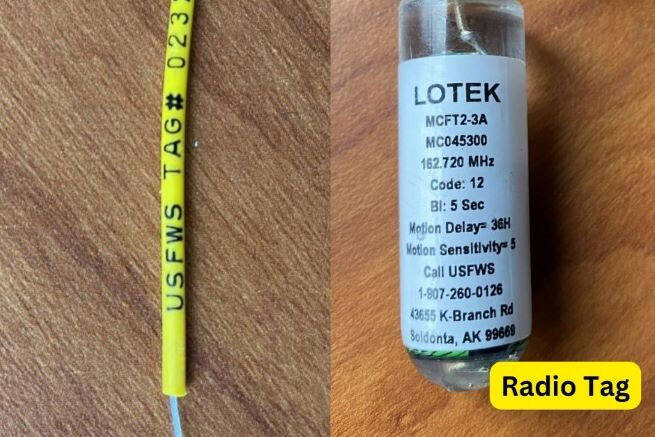 USFWS TAG# 023
LOTEK
MCFT2-3A
MC045300
162.720 MHz
Code: 12
BI: 5 Sec
Motion Delay= 36H
Motion Sensitivity= 5
Call USFWS
1-907-260-0126
43655 K-Branch Rd
Soldonta, AK 99669
Radio Tag